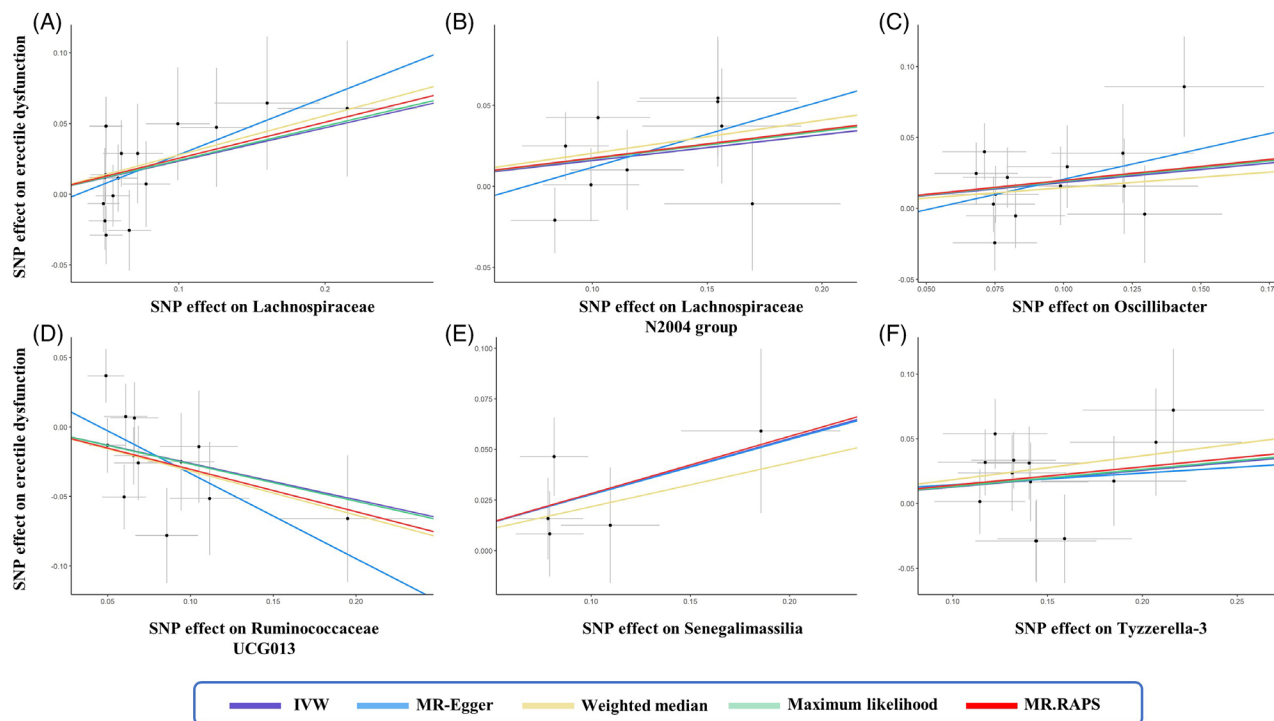 (A)
SNP effect on erectile dysfunction
0.10
0.05
0.00
-0.05
0.1
0.2
SNP effect on Lachnospiraceae
(B)
0.05
0.00
-0.05
0.10
0.15
0.20
SNP effect on Lachnospiraceae
N2004 group
(C)
0.10
0.05
0.00
-0.05
0.050
0.075
0.100
0.125
0.150
0.17
SNP effect on Oscillibacter
(D)
SNP effect on erectile dysfunction
0.05
0.00
-0.05
-0.10
0.05
0.10
0.15
0.20
SNP effect on Ruminococcaceae
UCG013
(E)
0.100
0.075
0.050
0.025
0.000
0.10
0.20
SNP effect on Senegalimassilia
(F)
0.10
0.05
0.00
-0.05
0.10
0.15
0.20
0.25
SNP effect on Tyzzerella-3
IVW
MR-Egger
Weighted median
Maximum likelihood
MR.RAPS